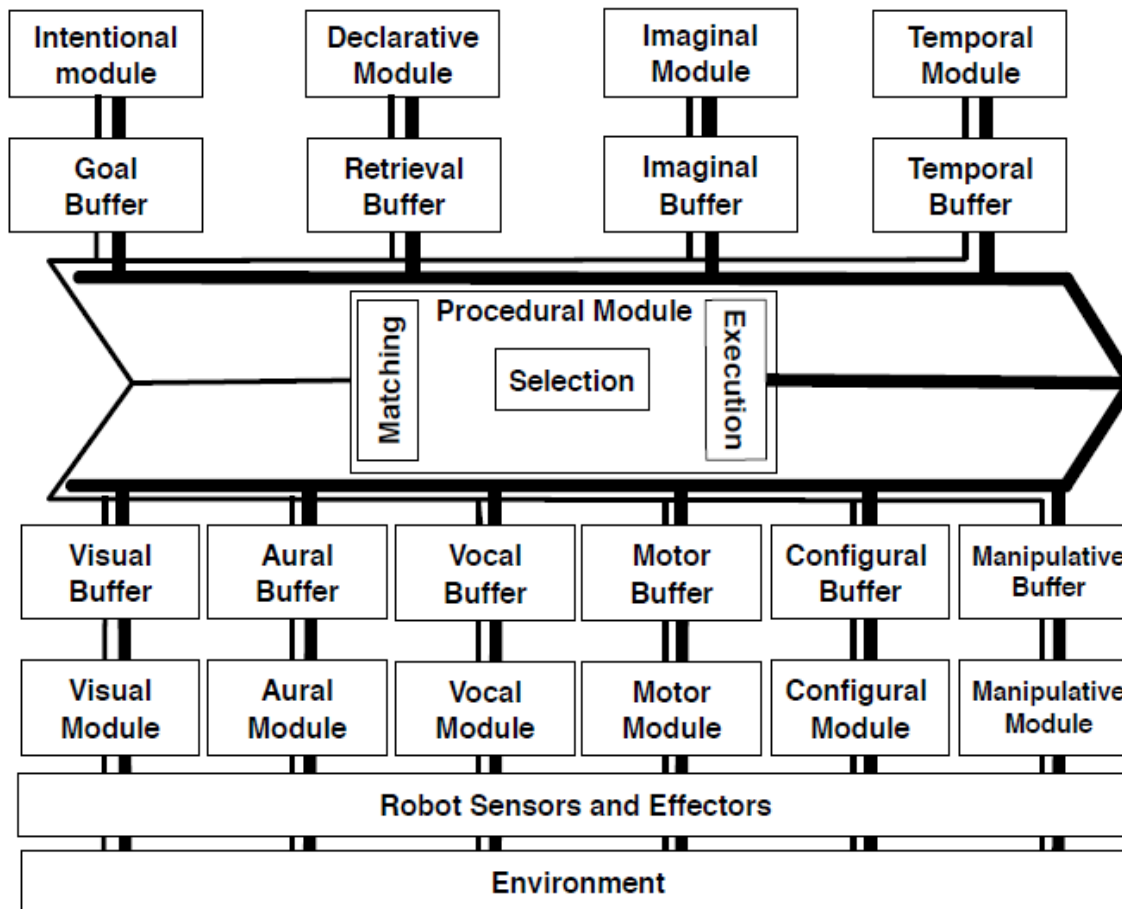 Intentional
module
Declarative
Module
Imaginal
Module
Temporal
Module
Goal
Buffer
Retrieval
Buffer
Imaginal
Buffer
Temporal
Buffer
Procedural Module
Matching
Selection
Execution
Visual
Buffer
Aural
Buffer
Vocal
Buffer
Motor
Buffer
Configural
Buffer
Manipulative
Buffer
Visual
Module
Aural
Module
Vocal
Module
Motor
Module
Configural
Module
Manipulative
Module
Robot Sensors and Effectors
Environment